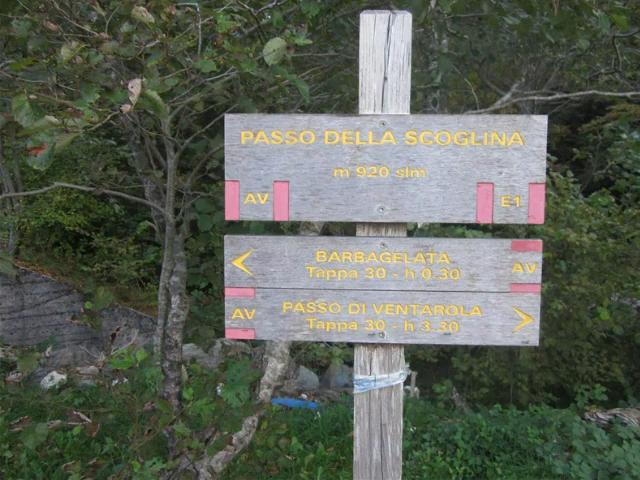 PASSO DELLA SCOGLINA
m 920 slm
AV E1
BARBAGELATA
Tappa 30 - h 0.30
AV
PASSO DI VENTAROLA
AV
Tappa 30 - h 3.30